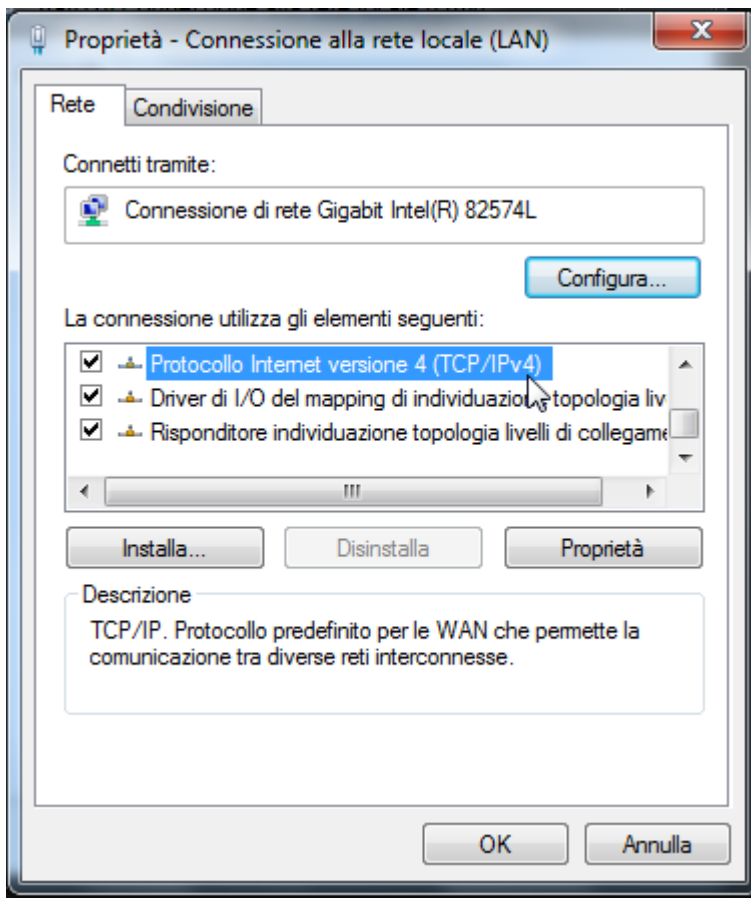 Proprietà - Connessione alla rete locale (LAN)
Rete
Condivisione
Connetti tramite:
Connessione di rete Gigabit Intel(R) 82574L
Configura...
La connessione utilizza gli elementi seguenti:
Protocollo Internet versione 4 (TCP/IPv4)
Driver di I/O del mapping di individuazione topologia liv
Risponditore individuazione topologia livelli di collegame
Installa...
Disinstalla
Proprietà
Descrizione
TCP/IP. Protocollo predefinito per le WAN che permette la
comunicazione tra diverse reti interconnesse.
OK
Annulla